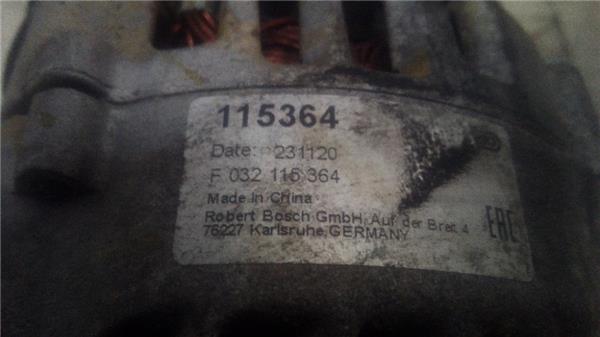 115364
Date: 231120
F 032 115 364
Made in China
Robert Bosch GmbH, Auf der Breit 4
76227 Karlsruhe, GERMANY
EAC